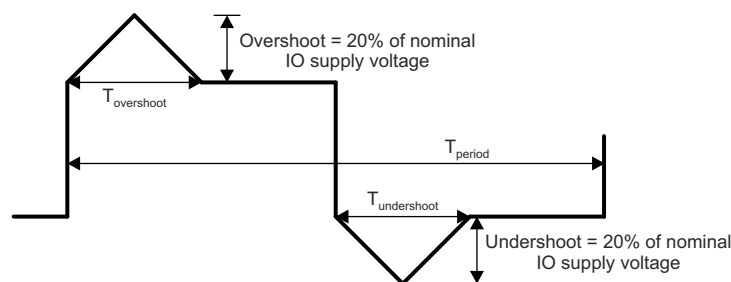 Overshoot = 20% of nominal
IO supply voltage
Tovershoot
Tperiod
Tundershoot
Undershoot = 20% of nominal
IO supply voltage